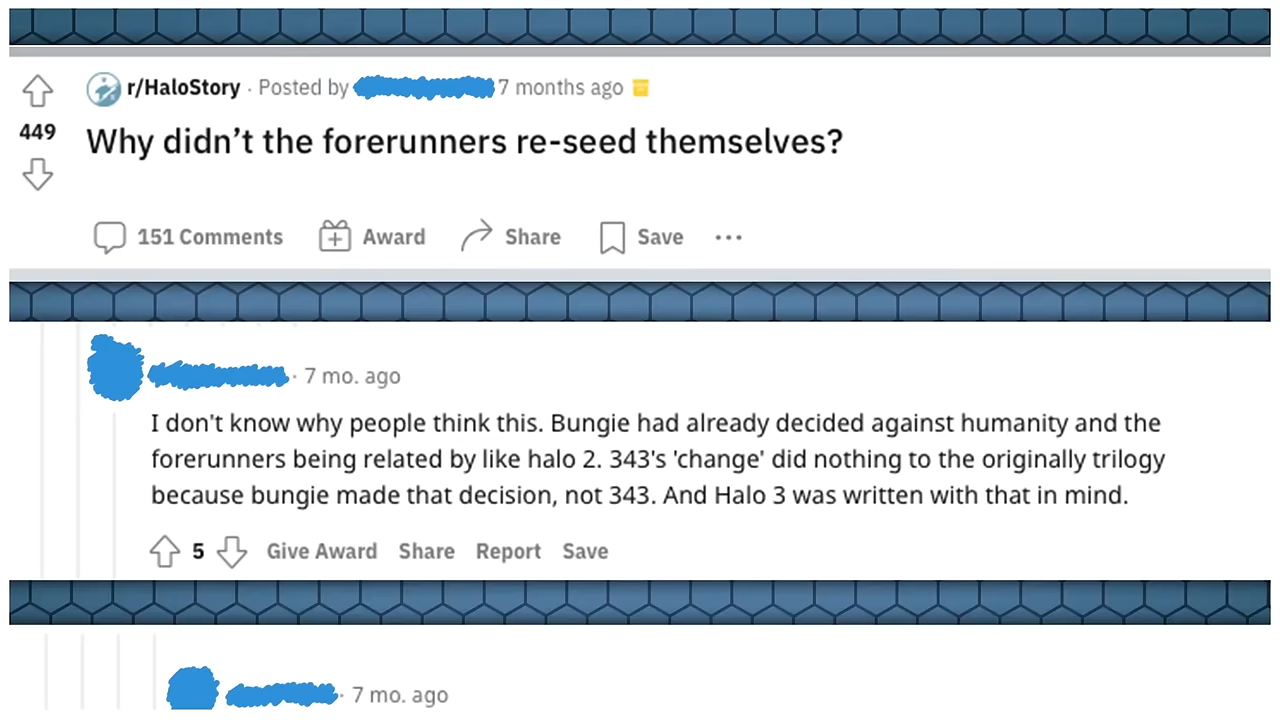 r/HaloStory · Posted by 7 months ago
449
Why didn’t the forerunners re-seed themselves?
151 Comments Award Share Save ...
· 7 mo. ago
I don't know why people think this. Bungie had already decided against humanity and the
forerunners being related by like halo 2. 343's 'change' did nothing to the originally trilogy
because bungie made that decision, not 343. And Halo 3 was written with that in mind.
5 Give Award Share Report Save
· 7 mo. ago